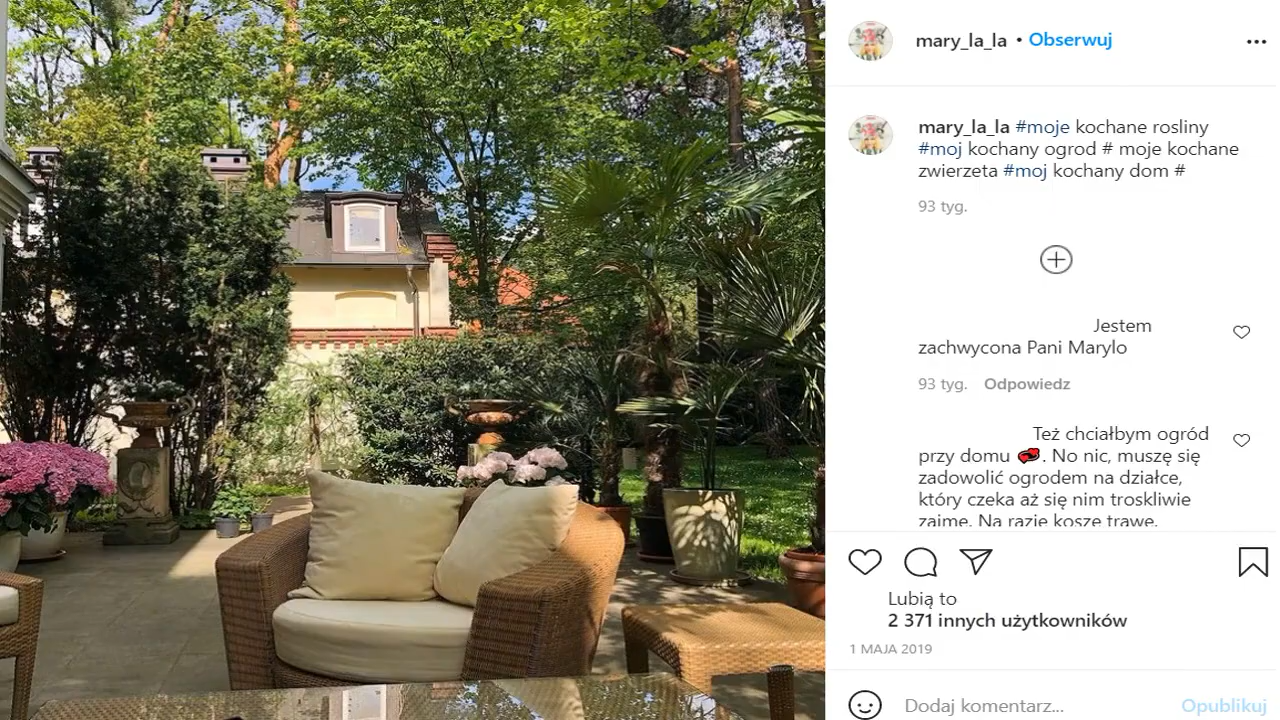 mary_la_la • Obserwuj
mary_la_la #moje kochane rosliny
#moj kochany ogrod # moje kochane
zwierzeta #moj kochany dom #
93 tyg.
Jestem
zachwycona Pani Marylo
93 tyg. Odpowiedz
Też chciałbym ogród
przy domu 💞. No nic, muszę się
zadowolić ogrodem na działce,
który czeka aż się nim troskliwie
zajmę. Na razie koszę trawę,
Lubią to
2 371 innych użytkowników
1 MAJA 2019
Dodaj komentarz... Opublikuj